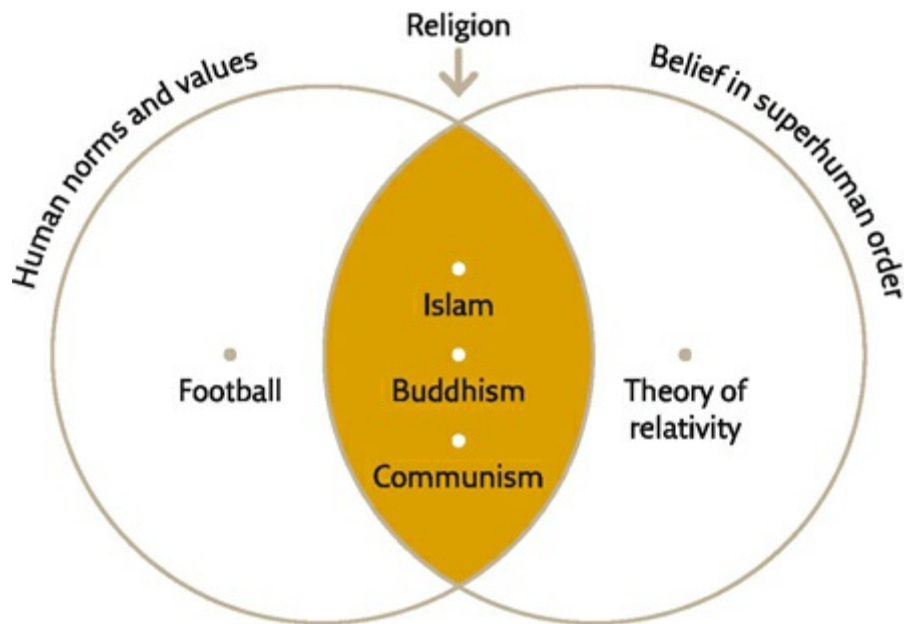 Religion
Human norms and values
Belief in superhuman order
Islam
Football
Buddhism
Theory of
relativity
Communism